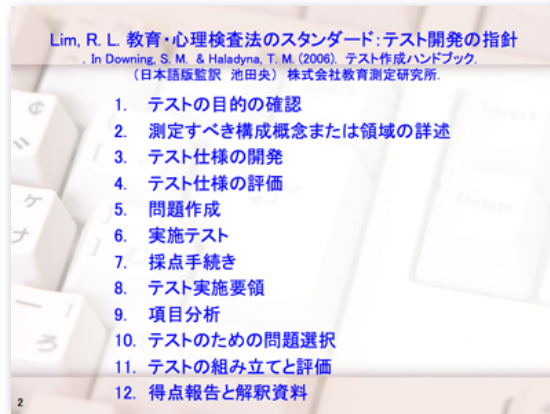 Lim, R. L. 教育・心理検査法のスタンダード:テスト開発の指針
. In Downing, S. M. & Haladyna, T. M. (2006). テスト作成ハンドブック.
(日本語版監訳 池田央) 株式会社教育測定研究所.
1. テストの目的の確認
2. 測定すべき構成概念または領域の詳述
3. テスト仕様の開発
4. テスト仕様の評価
5. 問題作成
6. 実施テスト
7. 採点手続き
8. テスト実施要領
9. 項目分析
10. テストのための問題選択
11. テストの組み立てと評価
12. 得点報告と解釈資料
2
Insert
Delete